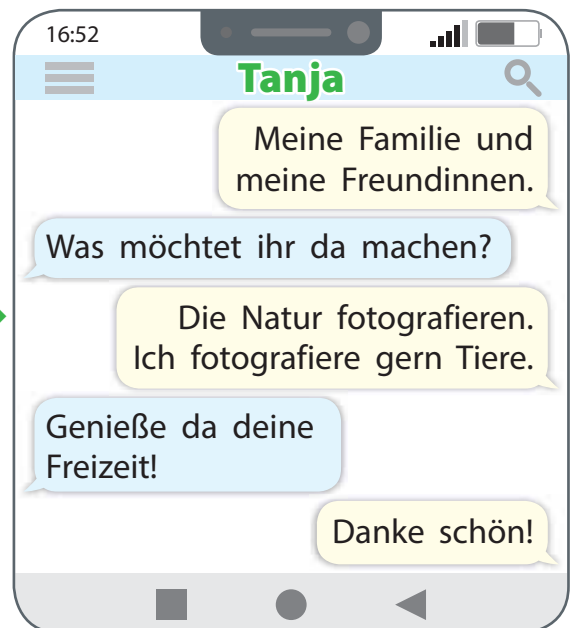 16:52
Tanja
Meine Familie und
meine Freundinnen.
Was möchtet ihr da machen?
Die Natur fotografieren.
Ich fotografiere gern Tiere.
Genieße da deine
Freizeit!
Danke schön!